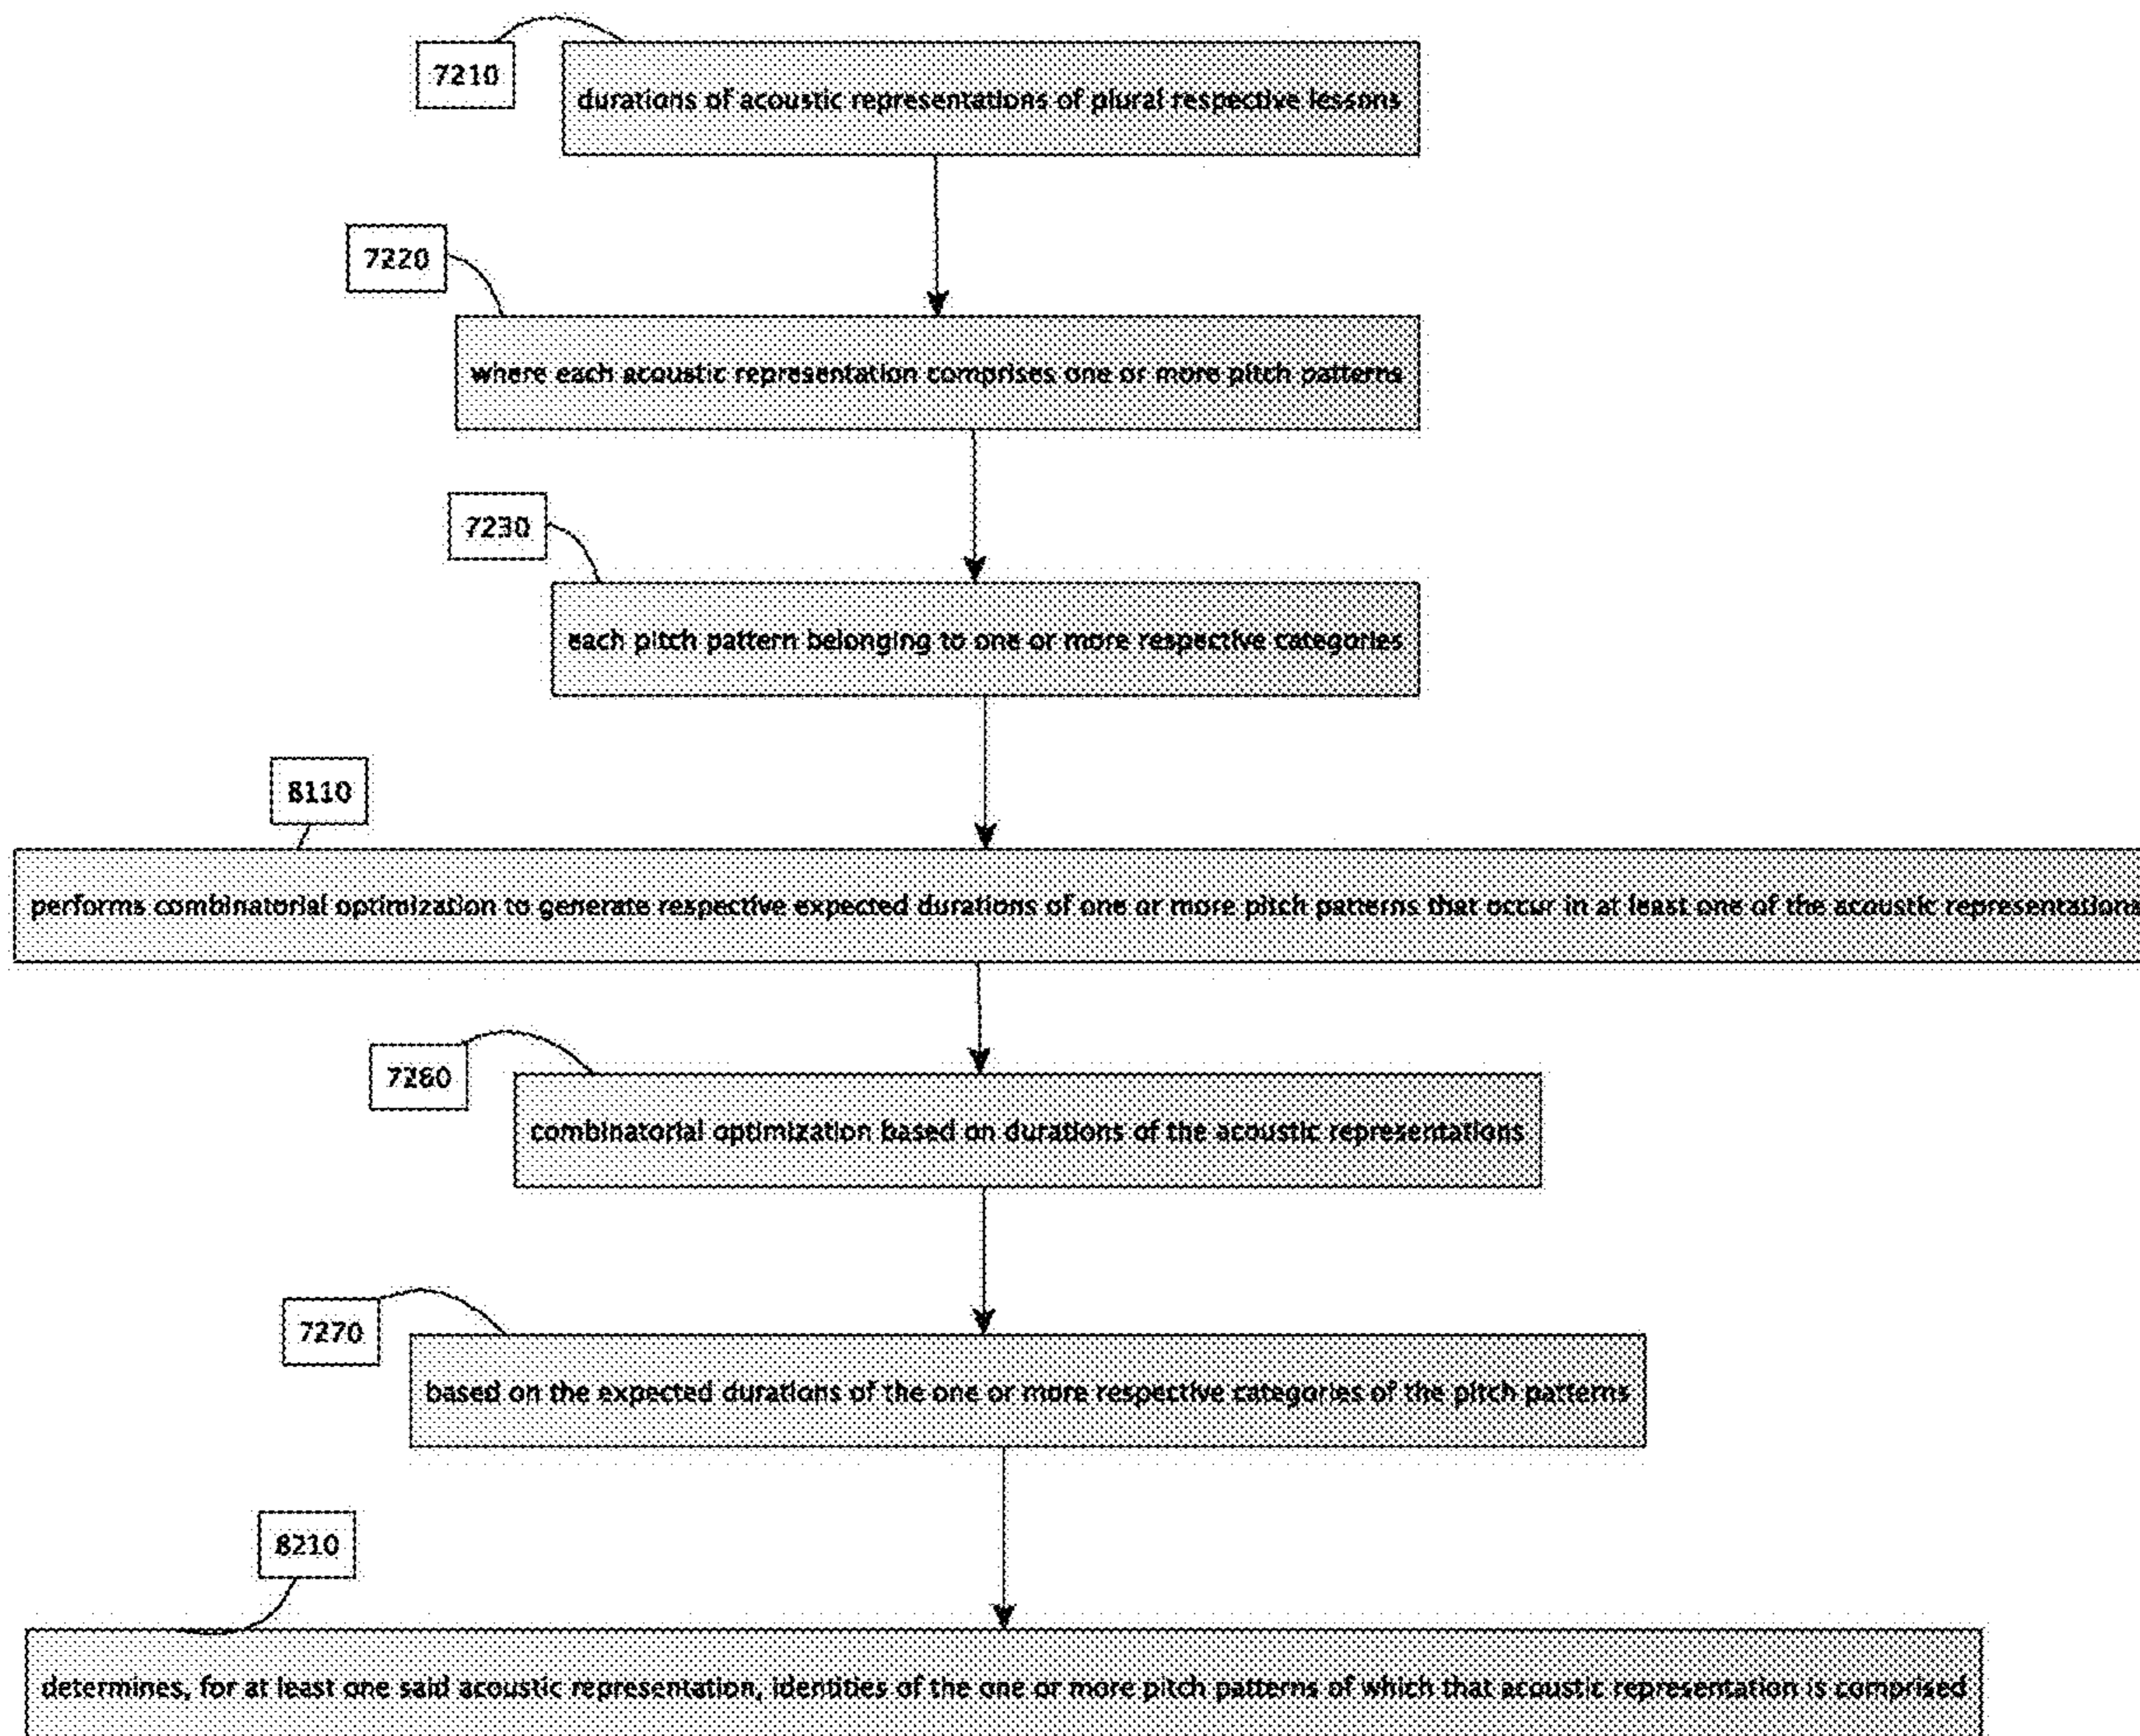 7210
durations of acoustic representations of plural respective lessons
7220
where each acoustic representation comprises one or more pitch patterns
7230
each pitch pattern belonging to one or more respective categories
8110
performs combinatorial optimization to generate respective expected durations of one or more pitch patterns that occur in at least one of the acoustic representations
7260
combinatorial optimization based on durations of the acoustic representations
7270
based on the expected durations of the one or more respective categories of the pitch patterns
8210
determines, for at least one said acoustic representation, identities of the one or more pitch patterns of which that acoustic representation is comprised